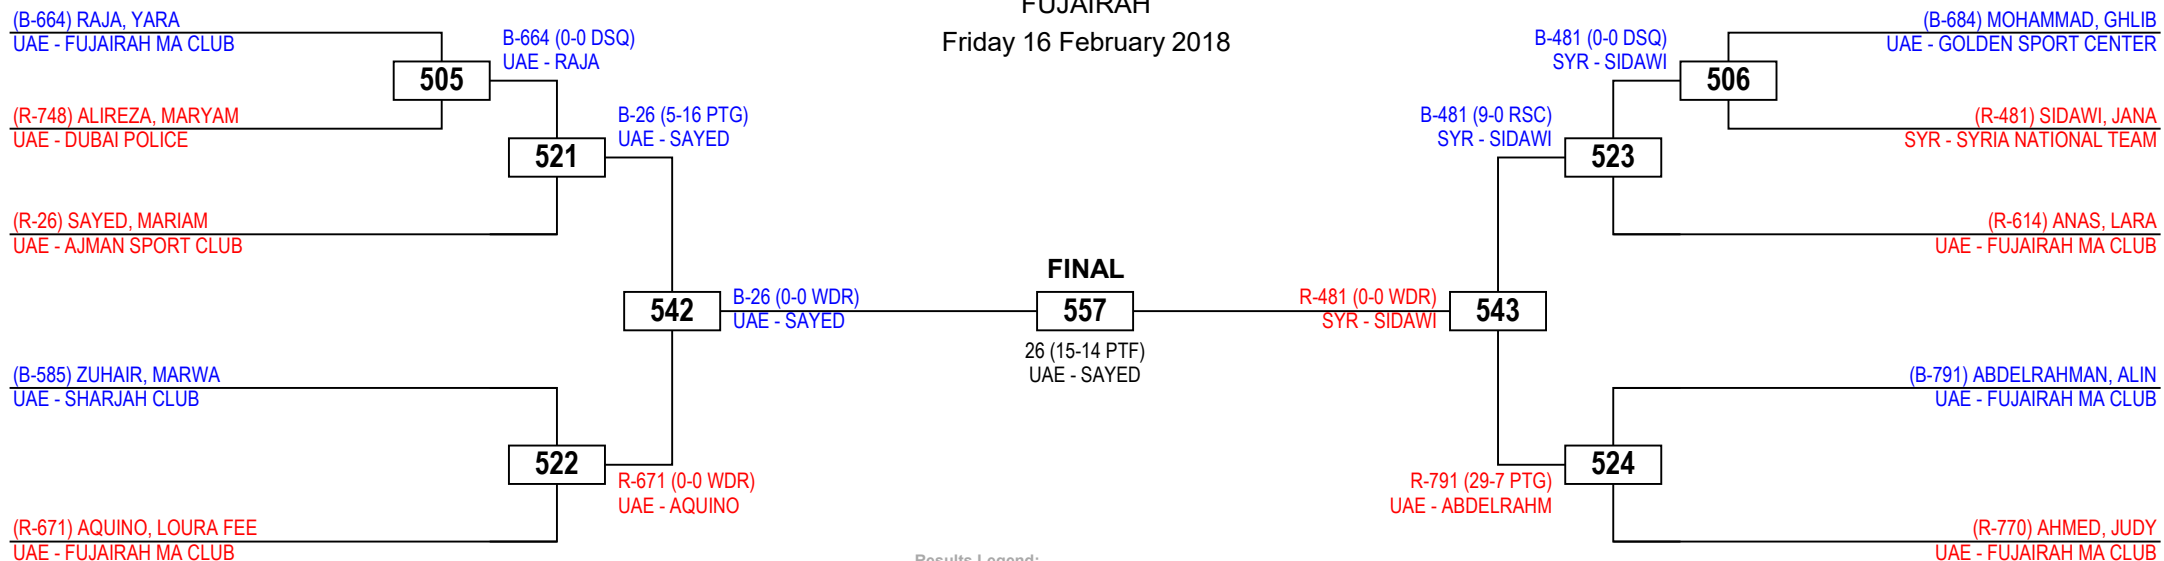 FUJAIRAH
Friday 16 February 2018
(B-664) RAJA, YARA
UAE - FUJAIRAH MA CLUB
505
B-664 (0-0 DSQ)
UAE - RAJA
(R-748) ALIREZA, MARYAM
UAE - DUBAI POLICE
521
B-26 (5-16 PTG)
UAE - SAYED
(R-26) SAYED, MARIAM
UAE - AJMAN SPORT CLUB
542
B-26 (0-0 WDR)
UAE - SAYED
(B-585) ZUHAIR, MARWA
UAE - SHARJAH CLUB
522
R-671 (0-0 WDR)
UAE - AQUINO
(R-671) AQUINO, LOURA FEE
UAE - FUJAIRAH MA CLUB
FINAL
557
26 (15-14 PTF)
UAE - SAYED
(B-684) MOHAMMAD, GHLIB
UAE - GOLDEN SPORT CENTER
B-481 (0-0 DSQ)
SYR - SIDAWI
506
(R-481) SIDAWI, JANA
SYR - SYRIA NATIONAL TEAM
B-481 (9-0 RSC)
SYR - SIDAWI
523
(R-614) ANAS, LARA
UAE - FUJAIRAH MA CLUB
R-481 (0-0 WDR)
SYR - SIDAWI
543
(B-791) ABDELRAHMAN, ALIN
UAE - FUJAIRAH MA CLUB
R-791 (29-7 PTG)
UAE - ABDELRAHM
524
(R-770) AHMED, JUDY
UAE - FUJAIRAH MA CLUB
Results Legend: